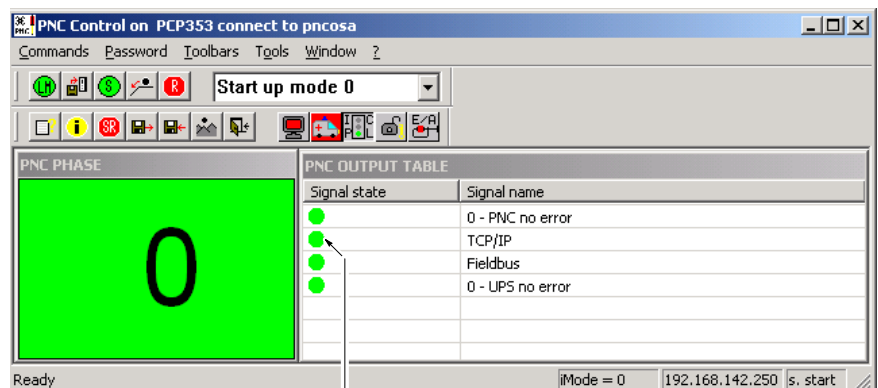 PNC Control on PCP353 connect to pncosa
Commands Password Toolbars Tools Window ?
LM S R Start up mode 0
i SR I P C L E/A
PNC PHASE
0
PNC OUTPUT TABLE
Signal state Signal name
0 - PNC no error
TCP/IP
Fieldbus
0 - UPS no error
Ready iMode = 0 192.168.142.250 s. start